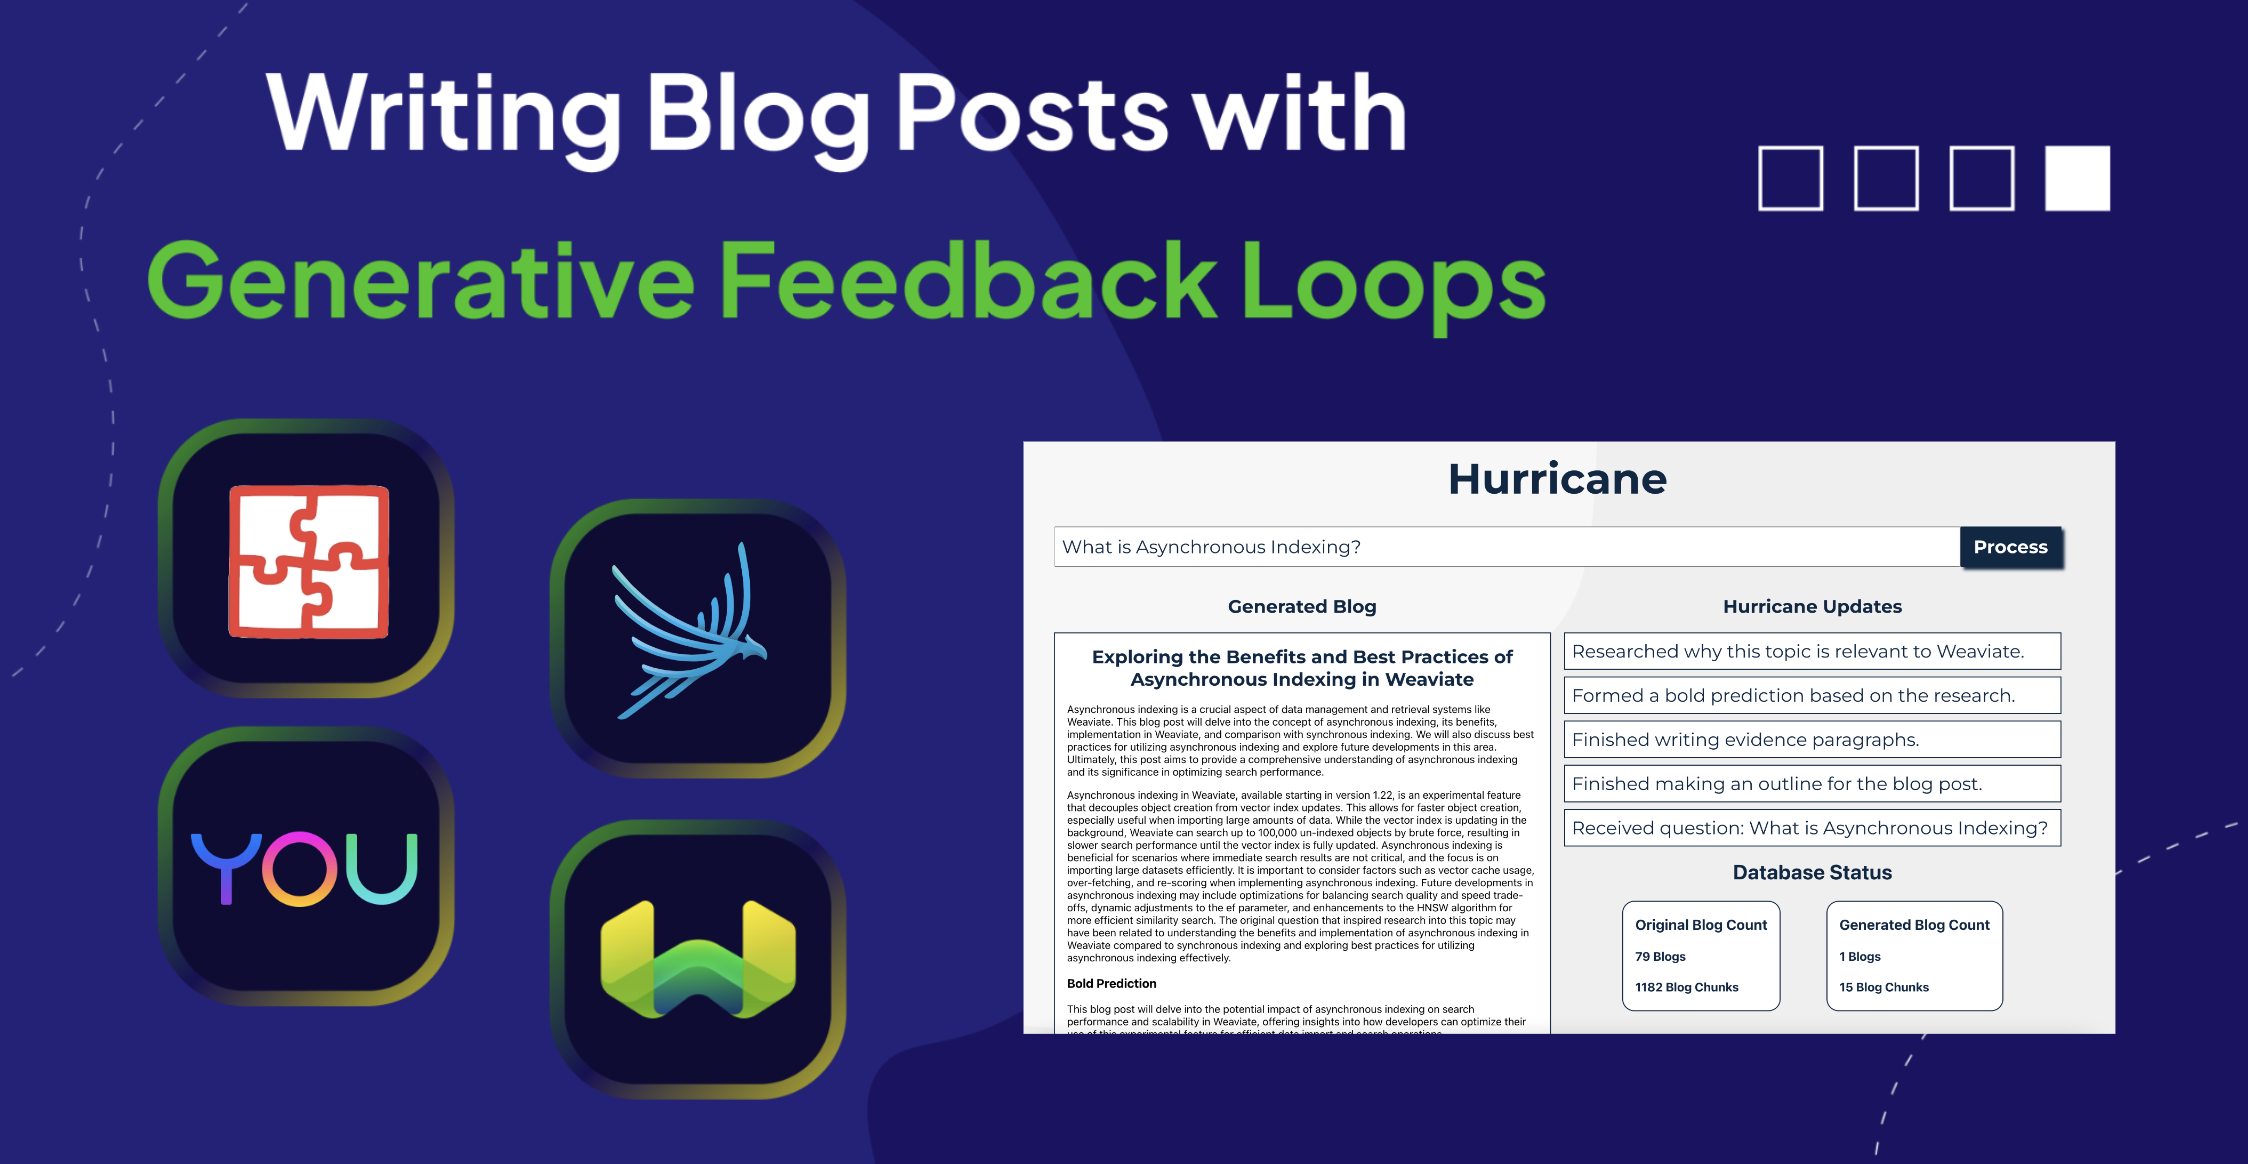 Writing Blog Posts with
Generative Feedback Loops
YOU
Hurricane
What is Asynchronous Indexing?
Process
Generated Blog
Exploring the Benefits and Best Practices of
Asynchronous Indexing in Weaviate
Asynchronous indexing is a crucial aspect of data management and retrieval systems like
Weaviate. This blog post will delve into the concept of asynchronous indexing, its benefits,
implementation in Weaviate, and comparison with synchronous indexing. We will also discuss best
practices for utilizing asynchronous indexing and explore future developments in this area.
Ultimately, this post aims to provide a comprehensive understanding of asynchronous indexing
and its significance in optimizing search performance.
Asynchronous indexing in Weaviate, available starting in version 1.22, is an experimental feature
that decouples object creation from vector index updates. This allows for faster object creation,
especially useful when importing large amounts of data. While the vector index is updating in the
background, Weaviate can search up to 100,000 un-indexed objects by brute force, resulting in
slower search performance until the vector index is fully updated. Asynchronous indexing is
beneficial for scenarios where immediate search results are not critical, and the focus is on
importing large datasets efficiently. It is important to consider factors such as vector cache usage,
over-fetching, and re-scoring when implementing asynchronous indexing. Future developments in
asynchronous indexing may include optimizations for balancing search quality and speed trade-
offs, dynamic adjustments to the ef parameter, and enhancements to the HNSW algorithm for
more efficient similarity search. The original question that inspired research into this topic may
have been related to understanding the benefits and implementation of asynchronous indexing in
Weaviate compared to synchronous indexing and exploring best practices for utilizing
asynchronous indexing effectively.
Bold Prediction
This blog post will delve into the potential impact of asynchronous indexing on search
performance and scalability in Weaviate, offering insights into how developers can optimize their
use of this experimental feature for efficient data import and search operations.
Hurricane Updates
Researched why this topic is relevant to Weaviate.
Formed a bold prediction based on the research.
Finished writing evidence paragraphs.
Finished making an outline for the blog post.
Received question: What is Asynchronous Indexing?
Database Status
Original Blog Count
79 Blogs
1182 Blog Chunks
Generated Blog Count
1 Blogs
15 Blog Chunks